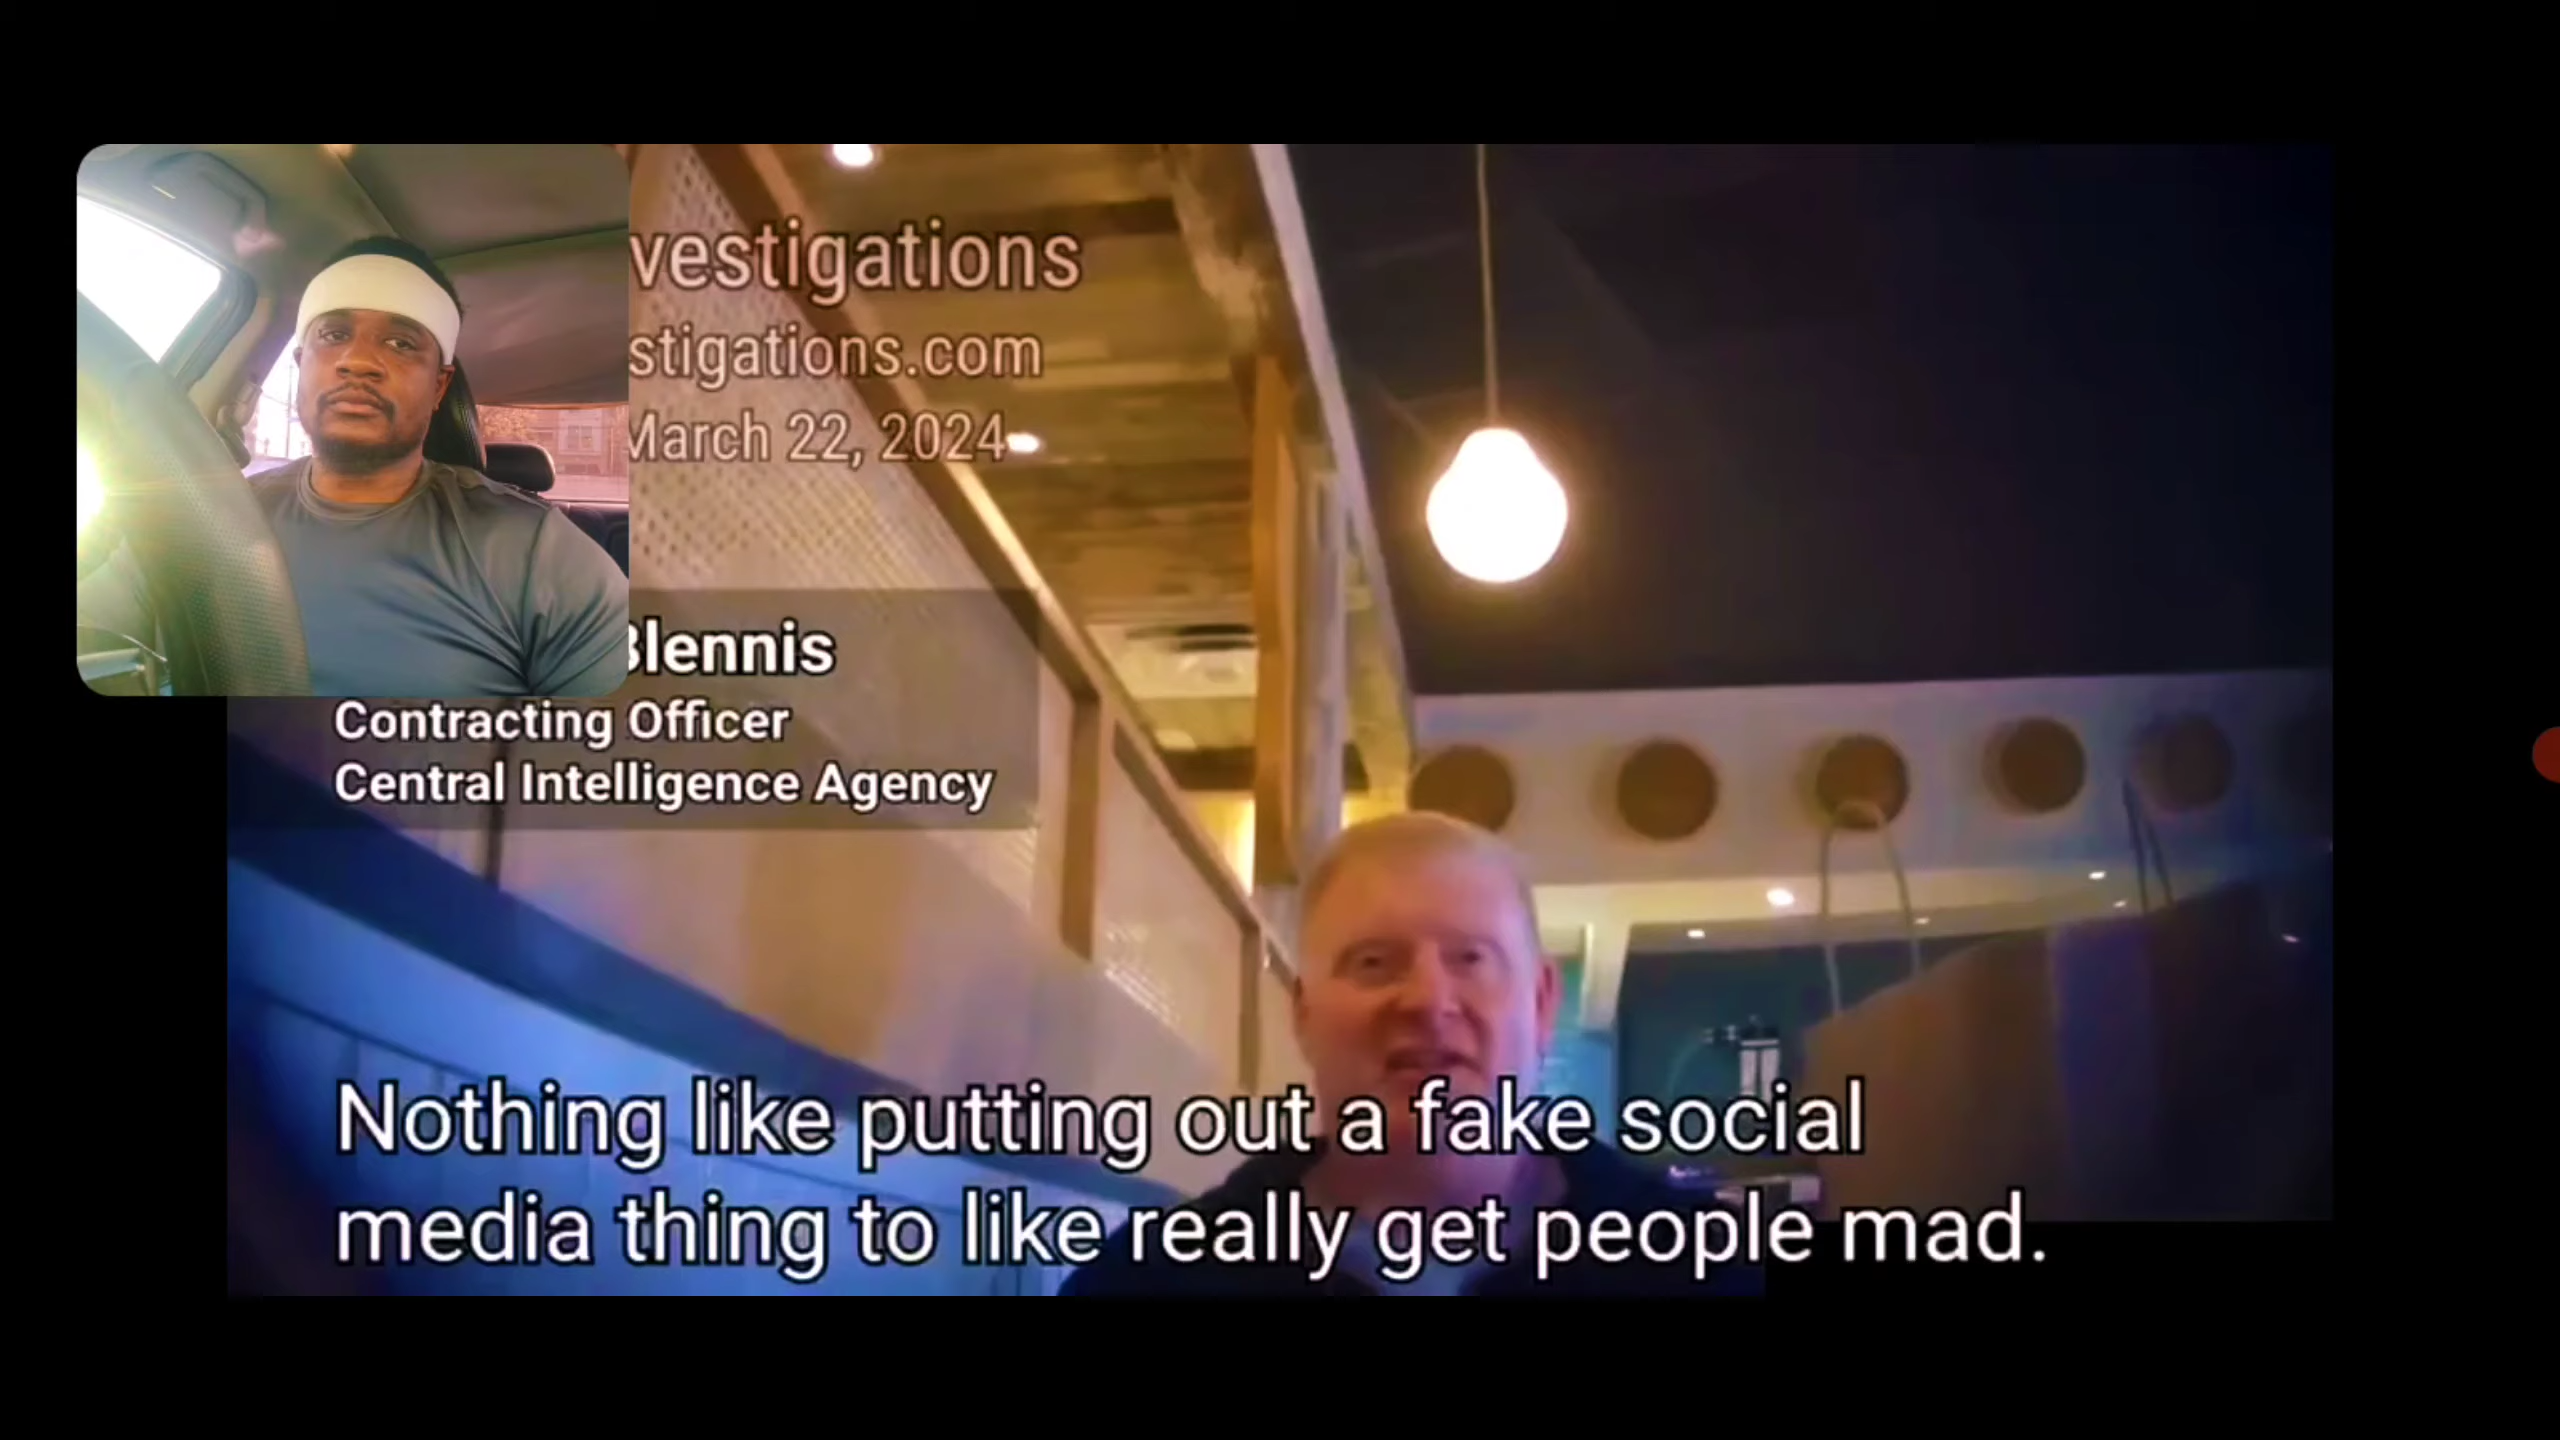 vestigations
stigations.com
March 22, 2024
Blennis
Contracting Officer
Central Intelligence Agency
Nothing like putting out a fake social
media thing to like really get people mad.